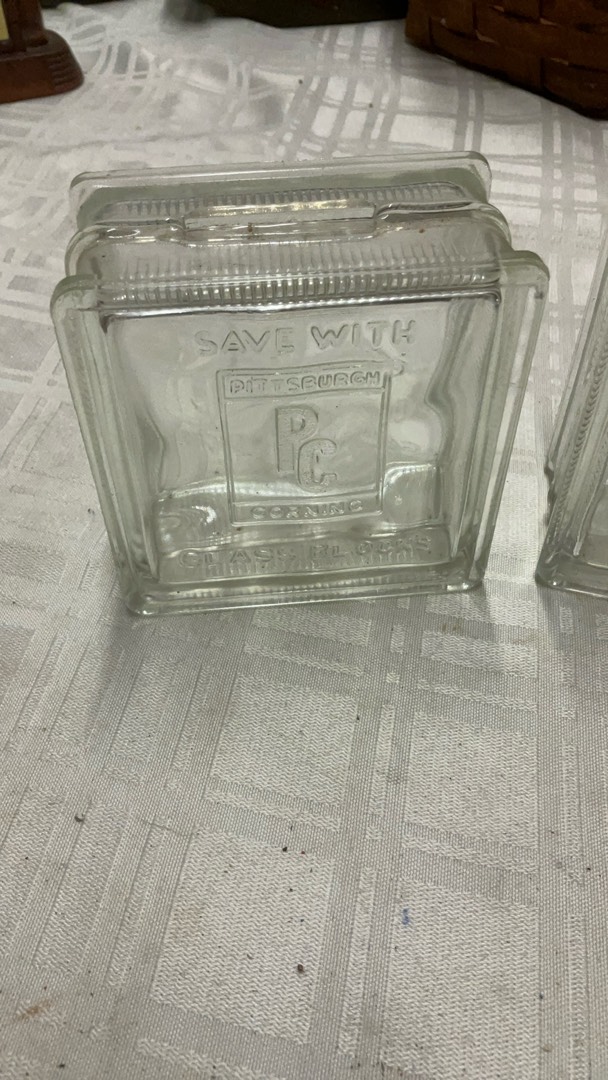 SAVE WITH
PITTSBURGH
PC
CORNING
GLASS BLOCKS